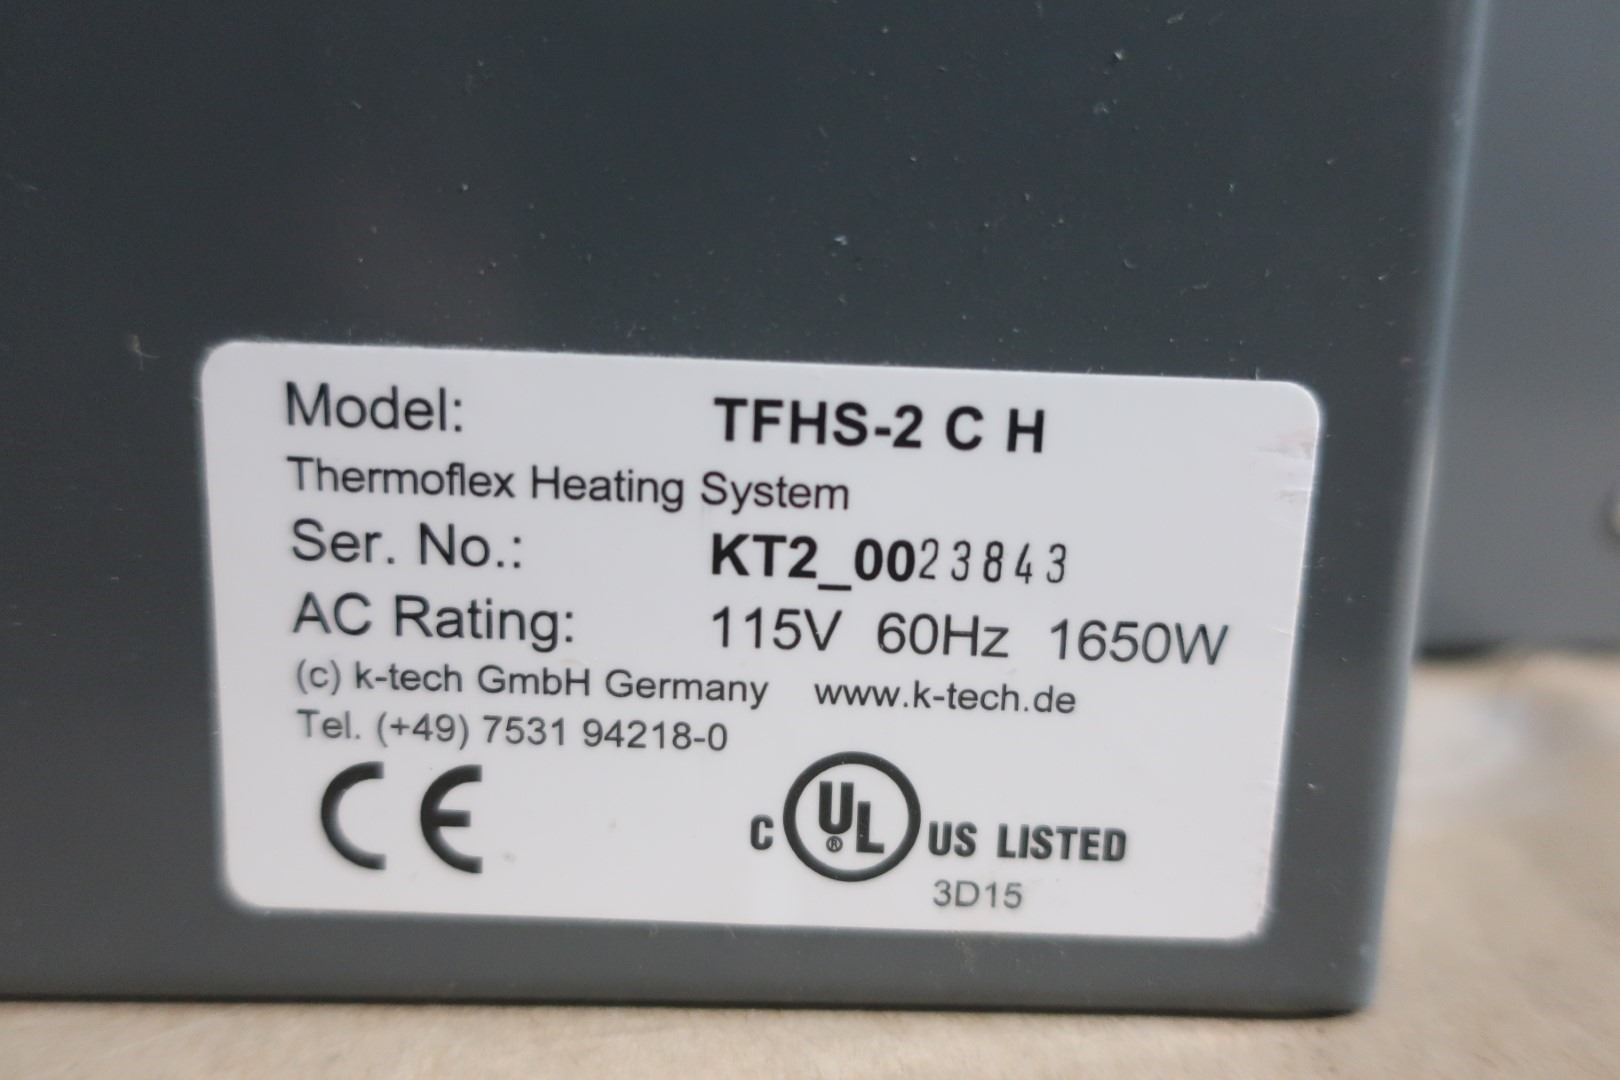 Model: TFHS-2 C H
Thermoflex Heating System
Ser. No.: KT2_0023843
AC Rating: 115V 60Hz 1650W
(c) k-tech GmbH Germany www.k-tech.de
Tel. (+49) 7531 94218-0
CE C UL® US LISTED
3D15